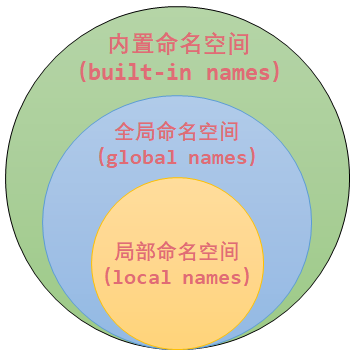 内置命名空间
(built-in names)
全局命名空间
(global names)
局部命名空间
(local names)